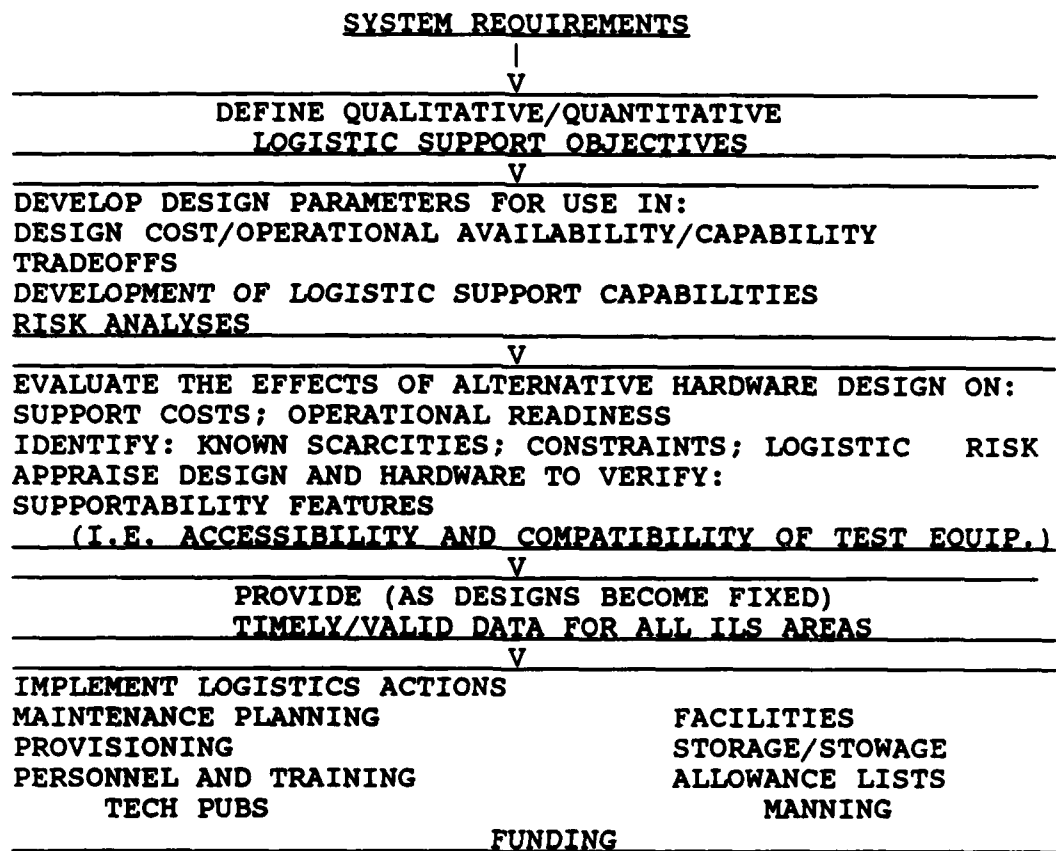 SYSTEM REQUIREMENTS
|
V
DEFINE QUALITATIVE/QUANTITATIVE
LOGISTIC SUPPORT OBJECTIVES
V
DEVELOP DESIGN PARAMETERS FOR USE IN:
DESIGN COST/OPERATIONAL AVAILABILITY/CAPABILITY
TRADEOFFS
DEVELOPMENT OF LOGISTIC SUPPORT CAPABILITIES
RISK ANALYSES
V
EVALUATE THE EFFECTS OF ALTERNATIVE HARDWARE DESIGN ON:
SUPPORT COSTS; OPERATIONAL READINESS
IDENTIFY: KNOWN SCARCITIES; CONSTRAINTS; LOGISTIC RISK
APPRAISE DESIGN AND HARDWARE TO VERIFY:
SUPPORTABILITY FEATURES
(I.E. ACCESSIBILITY AND COMPATIBILITY OF TEST EQUIP.)
V
PROVIDE (AS DESIGNS BECOME FIXED)
TIMELY/VALID DATA FOR ALL ILS AREAS
V
IMPLEMENT LOGISTICS ACTIONS
MAINTENANCE PLANNING FACILITIES
PROVISIONING STORAGE/STOWAGE
PERSONNEL AND TRAINING ALLOWANCE LISTS
TECH PUBS MANNING
FUNDING